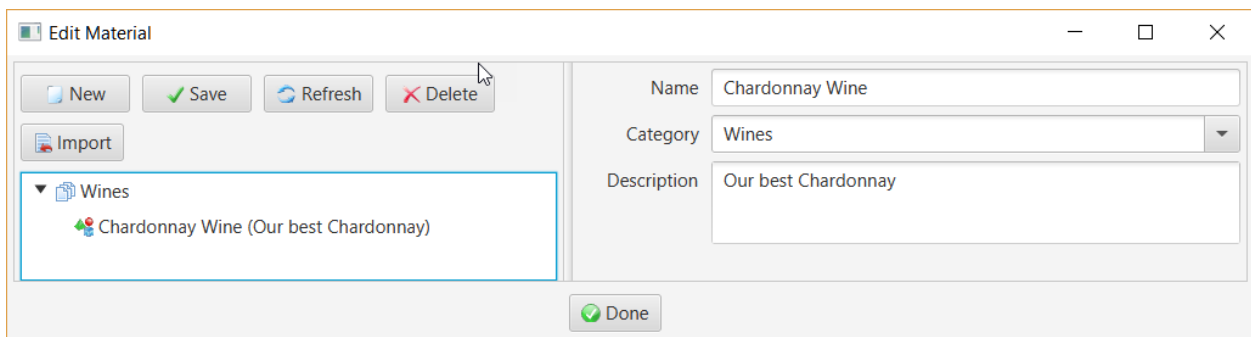 Edit Material
New Save Refresh Delete
Import
Wines
Chardonnay Wine (Our best Chardonnay)
Name Chardonnay Wine
Category Wines
Description Our best Chardonnay
Done